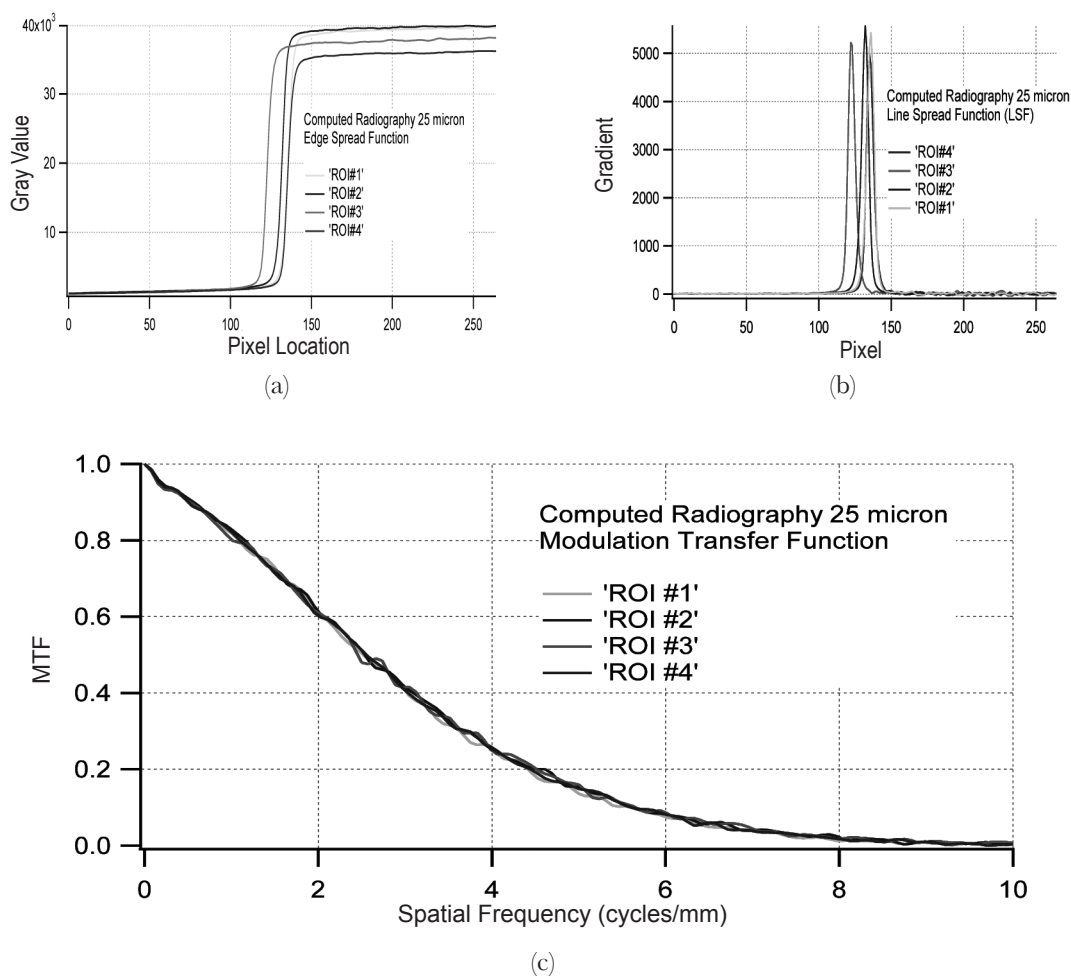 40x10³
30
20
10
0
50
100
150
200
250
Gray Value
Pixel Location
Computed Radiography 25 micron
Edge Spread Function
'ROI#1'
'ROI#2'
'ROI#3'
'ROI#4'
(a)
5000
4000
3000
2000
1000
0
0
50
100
150
200
250
Gradient
Pixel
Computed Radiography 25 micron
Line Spread Function (LSF)
'ROI#4'
'ROI#3'
'ROI#2'
'ROI#1'
(b)
1.0
0.8
0.6
0.4
0.2
0.0
MTF
0
2
4
6
8
10
Spatial Frequency (cycles/mm)
Computed Radiography 25 micron
Modulation Transfer Function
'ROI #1'
'ROI #2'
'ROI #3'
'ROI #4'
(c)